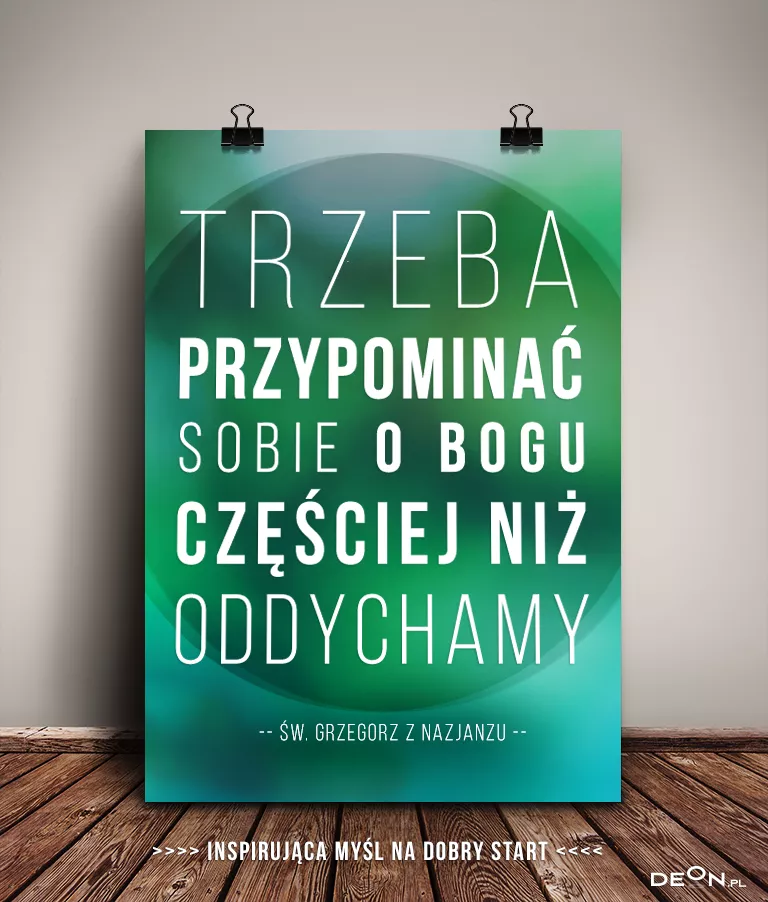 TRZEBA
PRZYPOMINAĆ
SOBIE O BOGU
CZĘŚCIEJ NIŻ
ODDYCHAMY
-- ŚW. GRZEGORZ Z NAZJANZU --
>>>> INSPIRUJĄCA MYŚL NA DOBRY START <<<<
DEON.PL